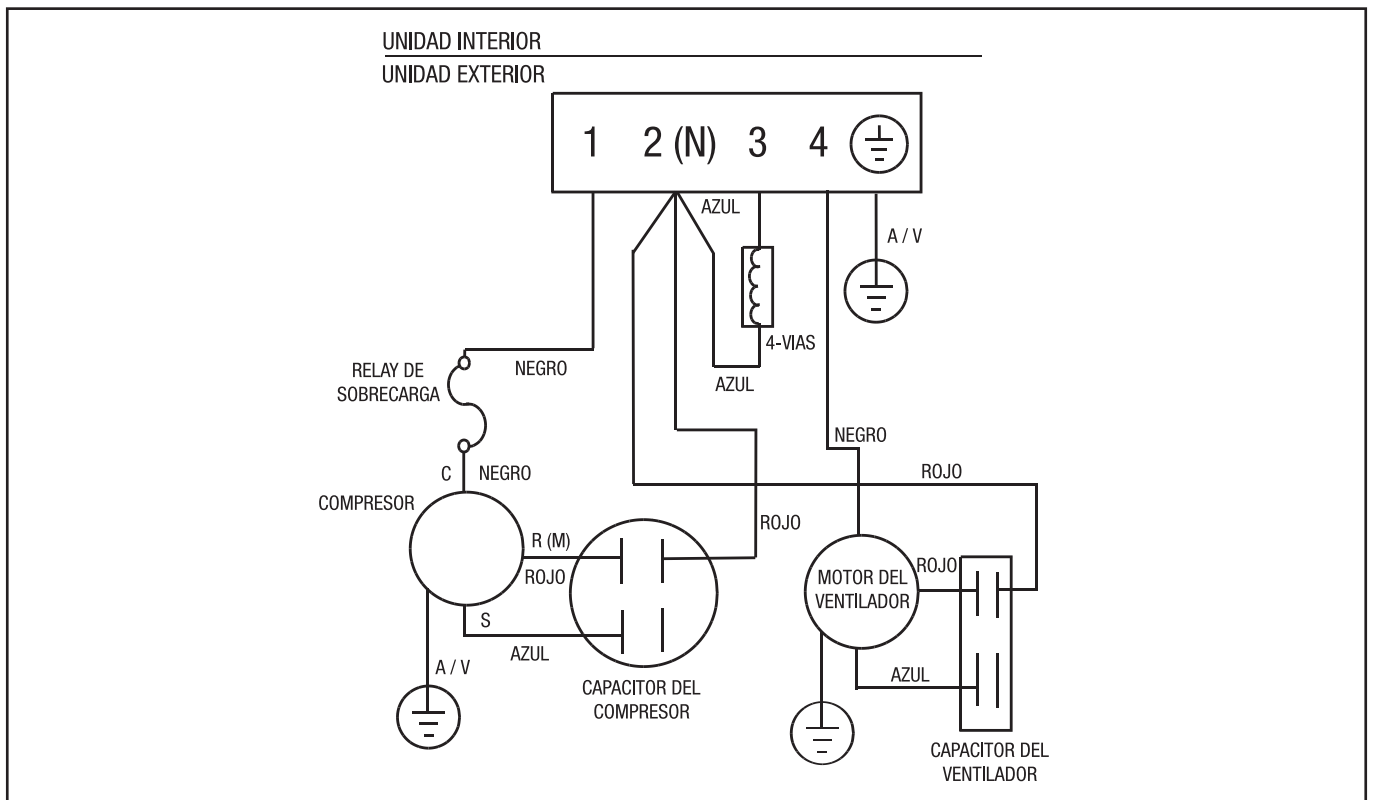 UNIDAD INTERIOR
UNIDAD EXTERIOR
1 2 (N) 3 4
AZUL
A / V
4-VIAS
AZUL
NEGRO
RELAY DE
SOBRECARGA
NEGRO
ROJO
C NEGRO
COMPRESOR
ROJO
R (M)
ROJO
ROJO
MOTOR DEL
VENTILADOR
S
AZUL
AZUL
A / V
CAPACITOR DEL
COMPRESOR
CAPACITOR DEL
VENTILADOR